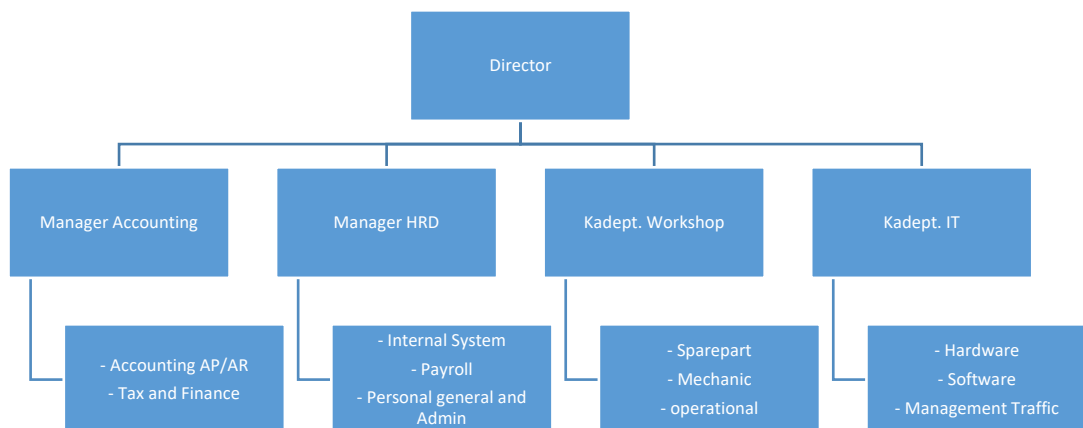 Director
Manager Accounting
Manager HRD
Kadept. Workshop
Kadept. IT
- Accounting AP/AR
- Tax and Finance
- Internal System
- Payroll
- Personal general and
Admin
- Sparepart
- Mechanic
- operational
- Hardware
- Software
- Management Traffic